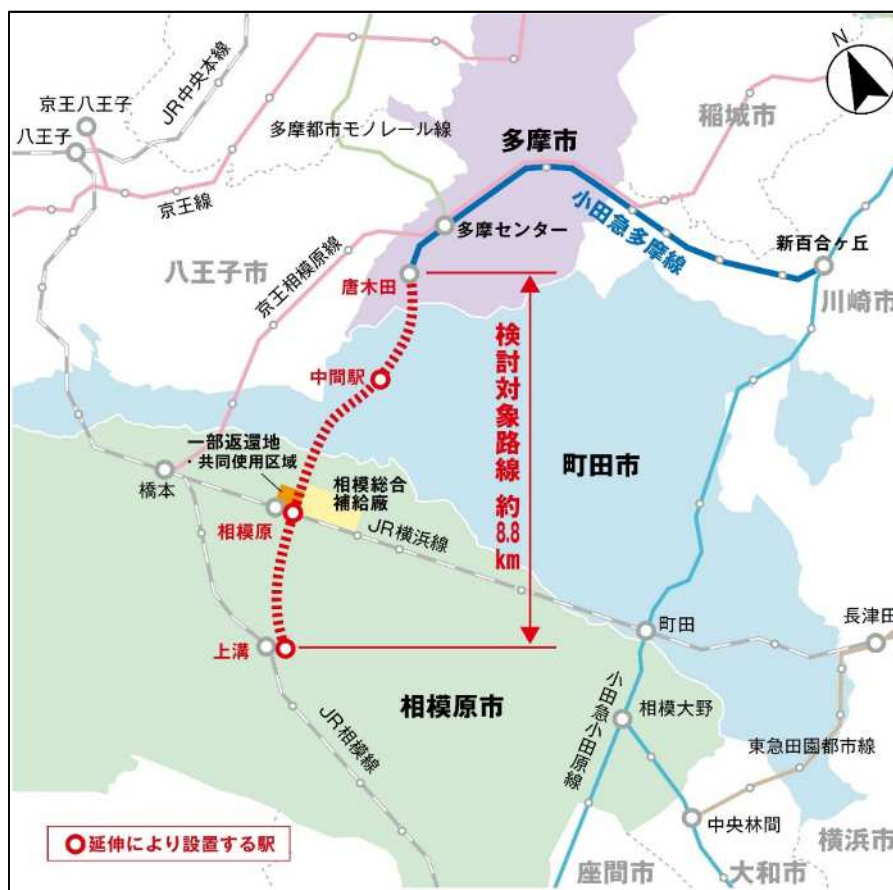 N
京王八王子
JR中央本線
八王子
多摩都市モノレール線
稲城市
多摩市
京王線
小田急多摩線
多摩センター
新百合ヶ丘
八王子市
京王相模原線
唐木田
川崎市
中間駅
検討対象路線 約8.8km
一部返還地
・共同使用区域
相模総合
補給廠
町田市
橋本
相模原
JR横浜線
上溝
町田
長津田
相模原市
小田急小田原線
相模大野
JR相模線
東急田園都市線
中央林間
横浜市
延伸により設置する駅
座間市
大和市